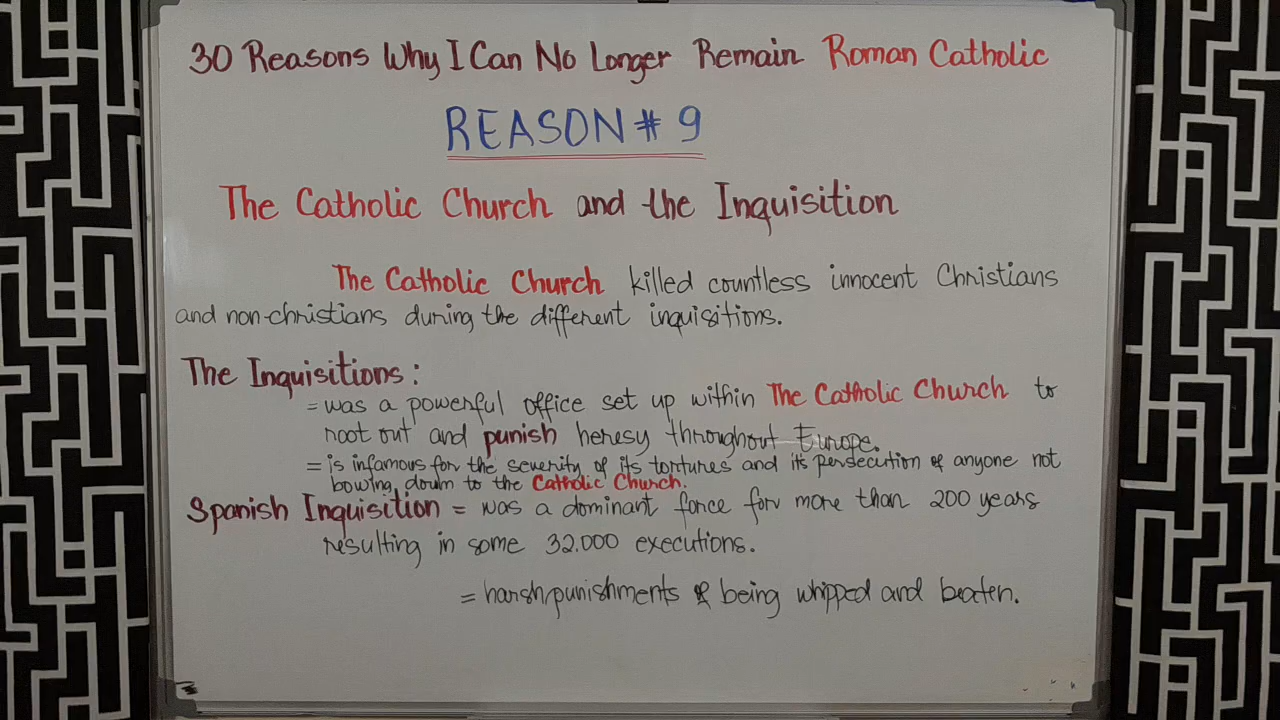 30 Reasons Why I Can No Longer Remain Roman Catholic
REASON # 9
The Catholic Church and the Inquisition
The Catholic Church killed countless innocent Christians
and non-christians during the different inquisitions.
The Inquisitions:
= was a powerful office set up within The Catholic Church to
root out and punish heresy throughout Europe.
= is infamous for the severity of its tortures and its persecution of anyone not
bowing down to the Catholic Church.
Spanish Inquisition = was a dominant force for more than 200 years
resulting in some 32.000 executions.
= harsh punishments & being whipped and beaten.